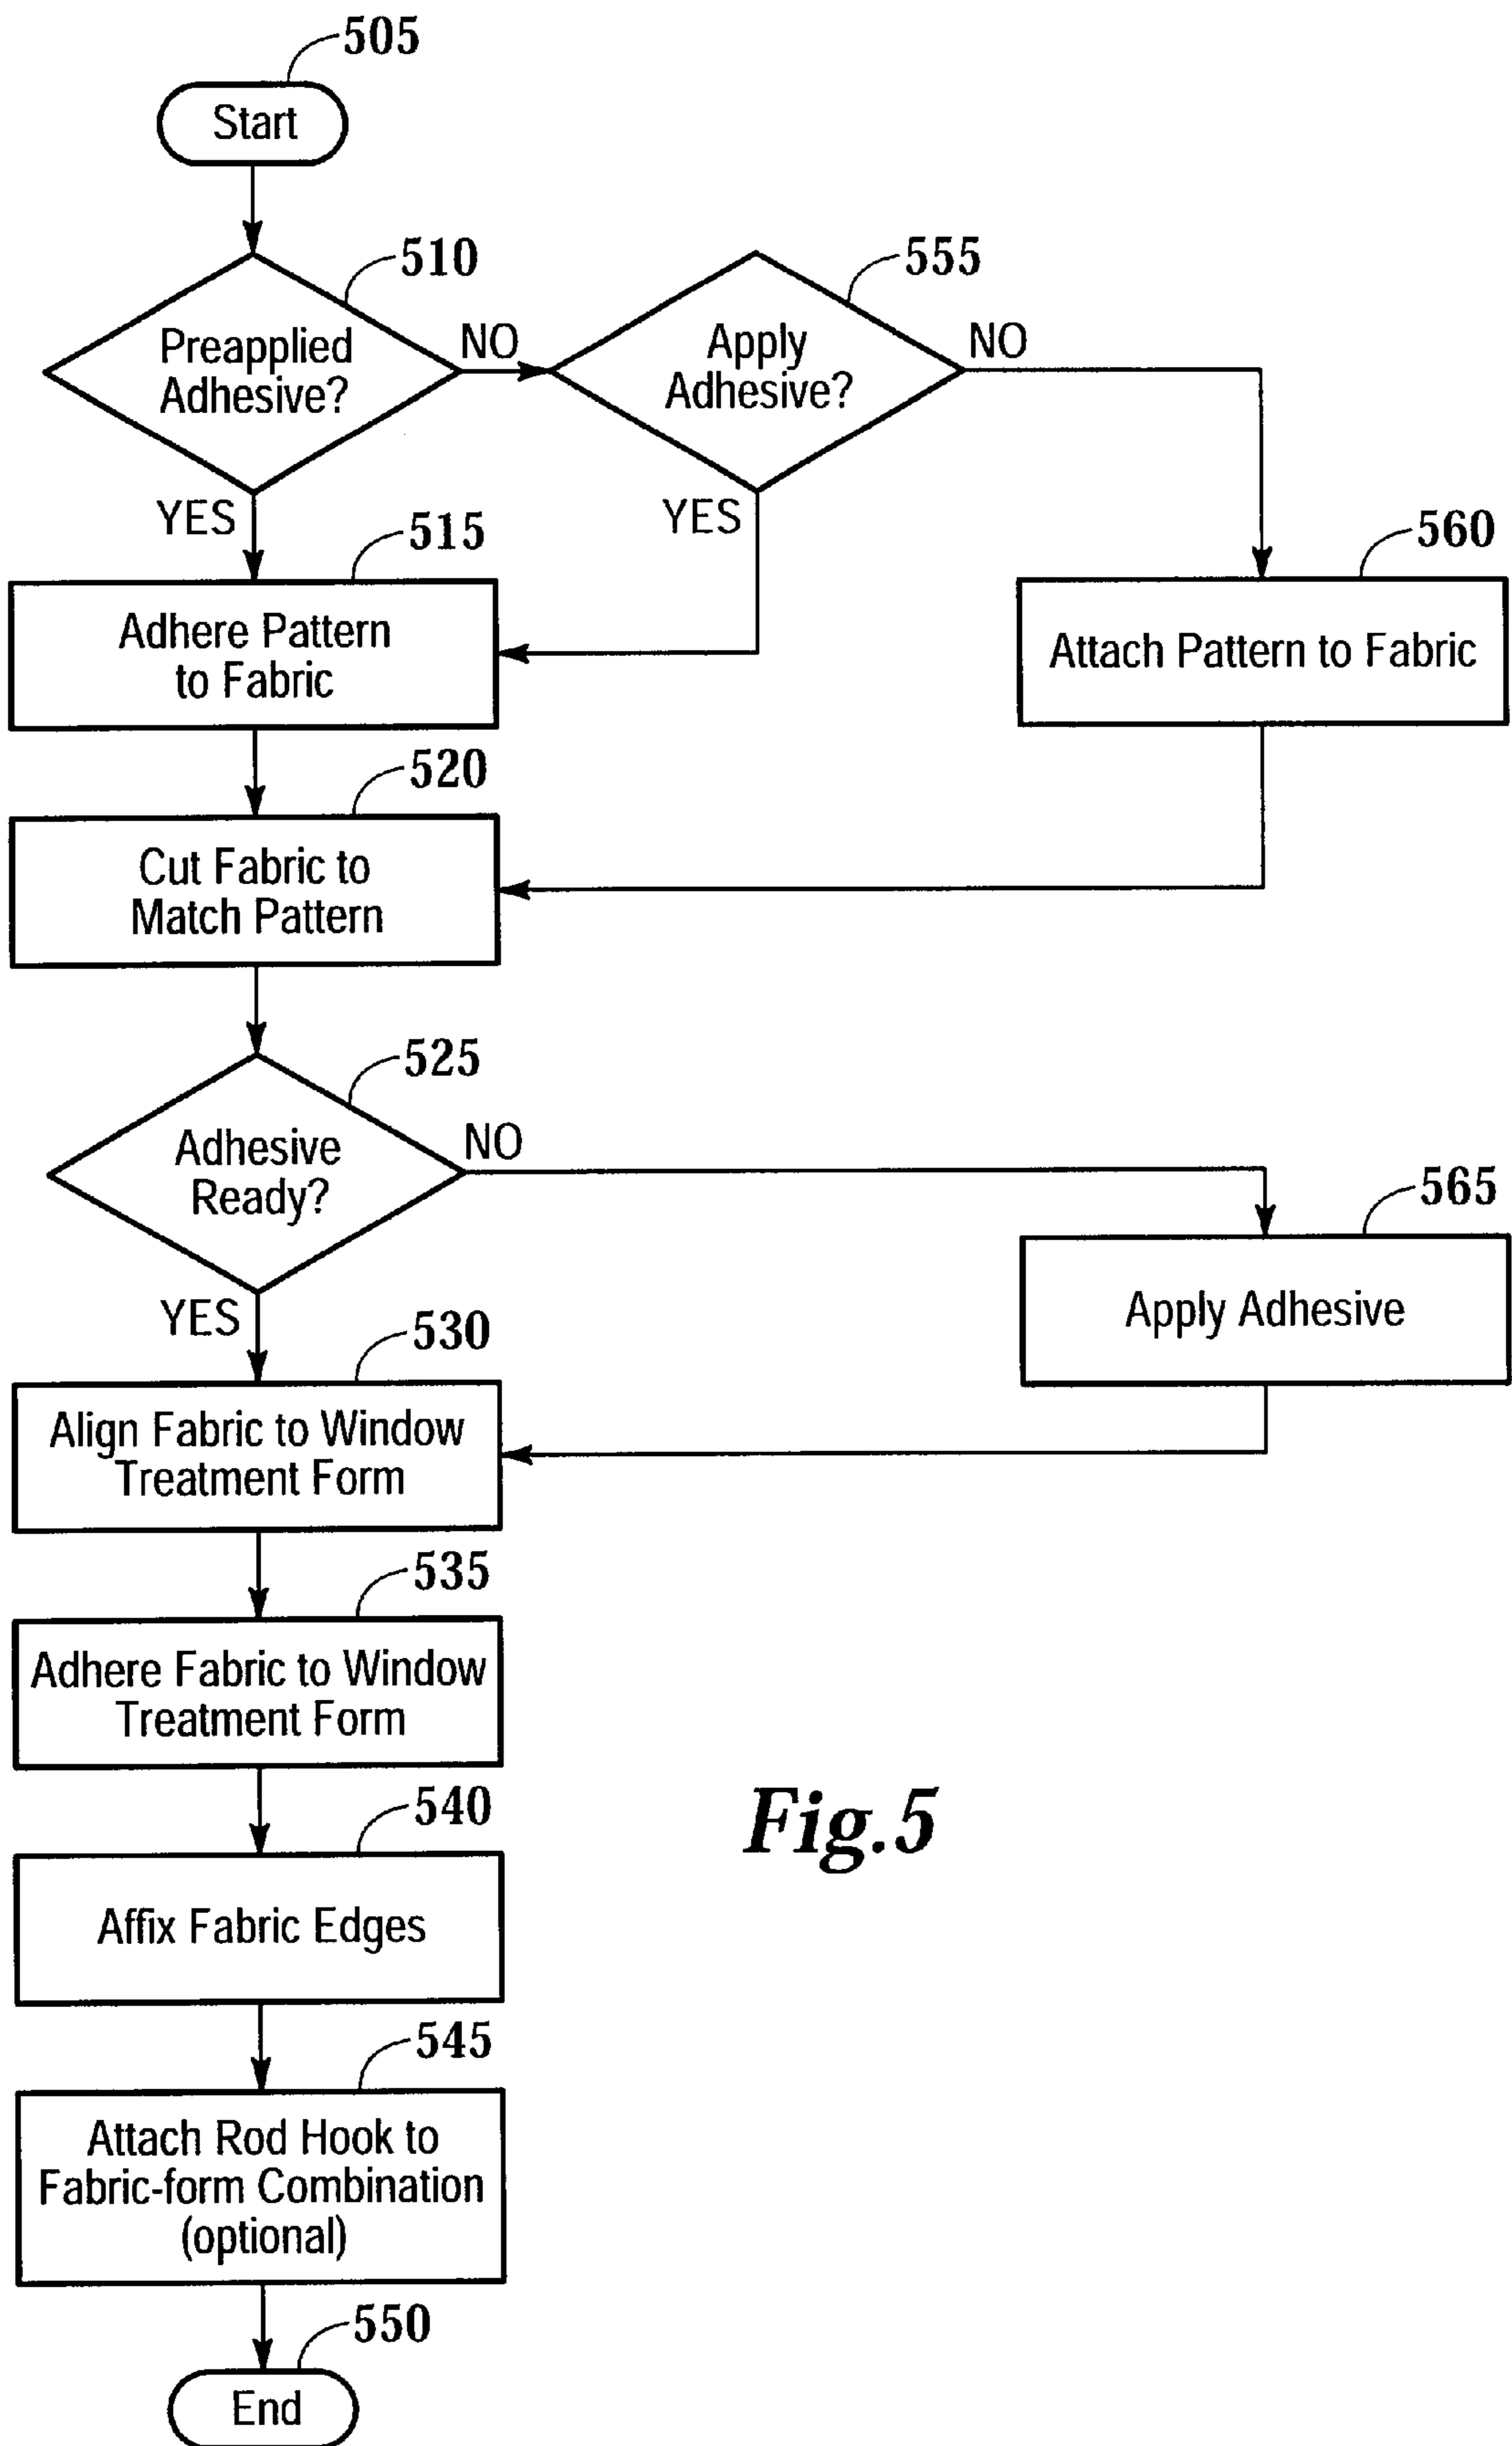 505
Start
510
555
Preapplied
Adhesive?
NO
Apply
Adhesive?
NO
YES
515
YES
560
Adhere Pattern
to Fabric
Attach Pattern to Fabric
520
Cut Fabric to
Match Pattern
525
Adhesive
Ready?
NO
565
YES
530
Apply Adhesive
Align Fabric to Window
Treatment Form
535
Adhere Fabric to Window
Treatment Form
540
Fig.5
Affix Fabric Edges
545
Attach Rod Hook to
Fabric-form Combination
(optional)
550
End